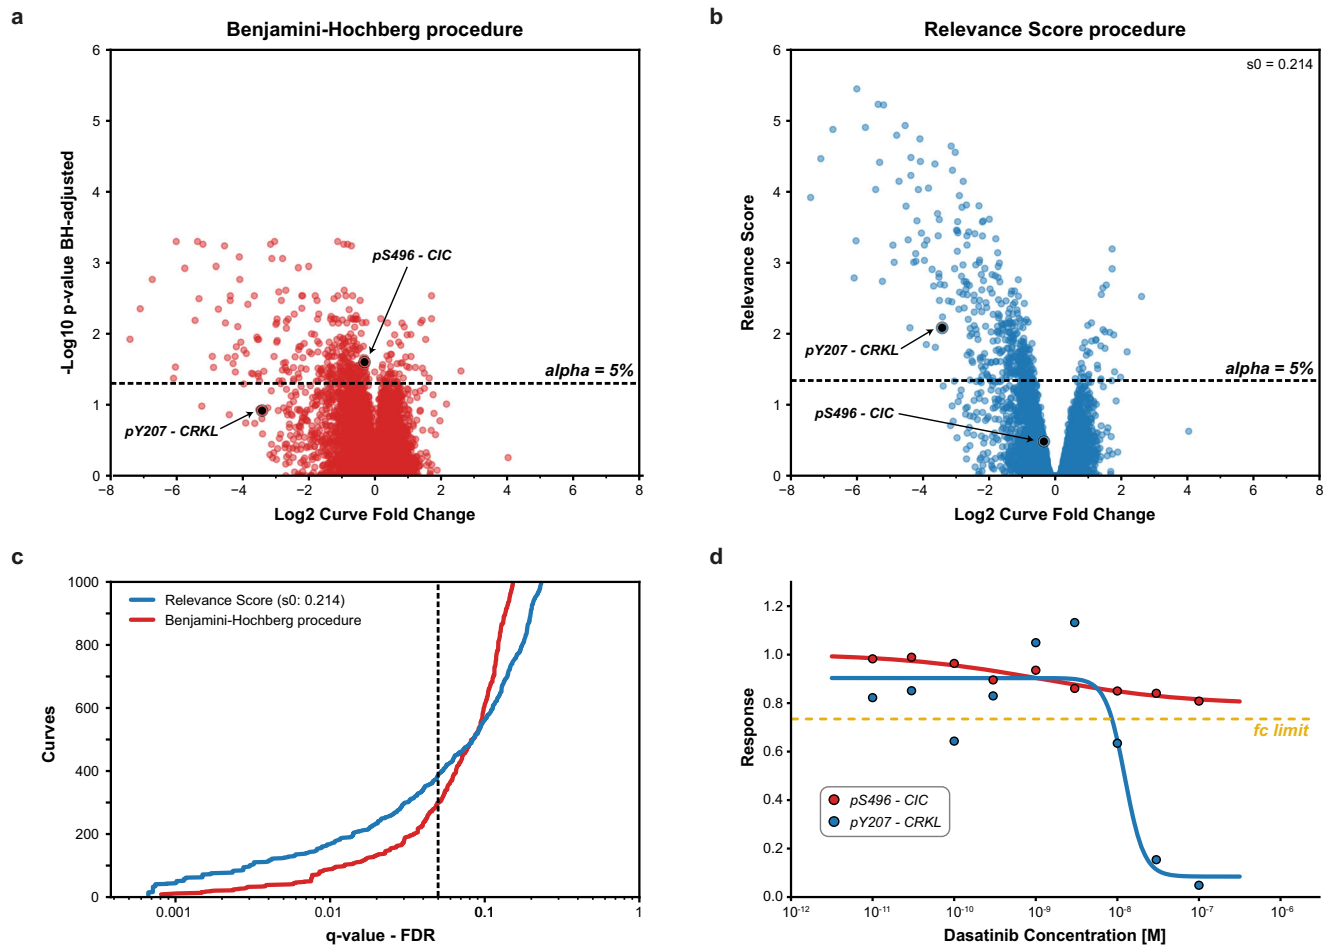 a
Benjamini-Hochberg procedure
6
5
4
3
2
1
0
-Log10 p-value BH-adjusted
pS496 - CIC
alpha = 5%
pY207 - CRKL
−8 −6 −4 −2 0 2 4 6 8
Log2 Curve Fold Change
b
Relevance Score procedure
s0 = 0.214
6
5
4
3
2
1
0
Relevance Score
pY207 - CRKL
alpha = 5%
pS496 - CIC
−8 −6 −4 −2 0 2 4 6 8
Log2 Curve Fold Change
c
1000
800
600
400
200
0
Curves
Relevance Score (s0: 0.214)
Benjamini-Hochberg procedure
0.001 0.01 0.1 1
q-value - FDR
d
1.2
1.0
0.8
0.6
0.4
0.2
0.0
Response
fc limit
pS496 - CIC
pY207 - CRKL
10-12 10-11 10-10 10-9 10-8 10-7 10-6
Dasatinib Concentration [M]